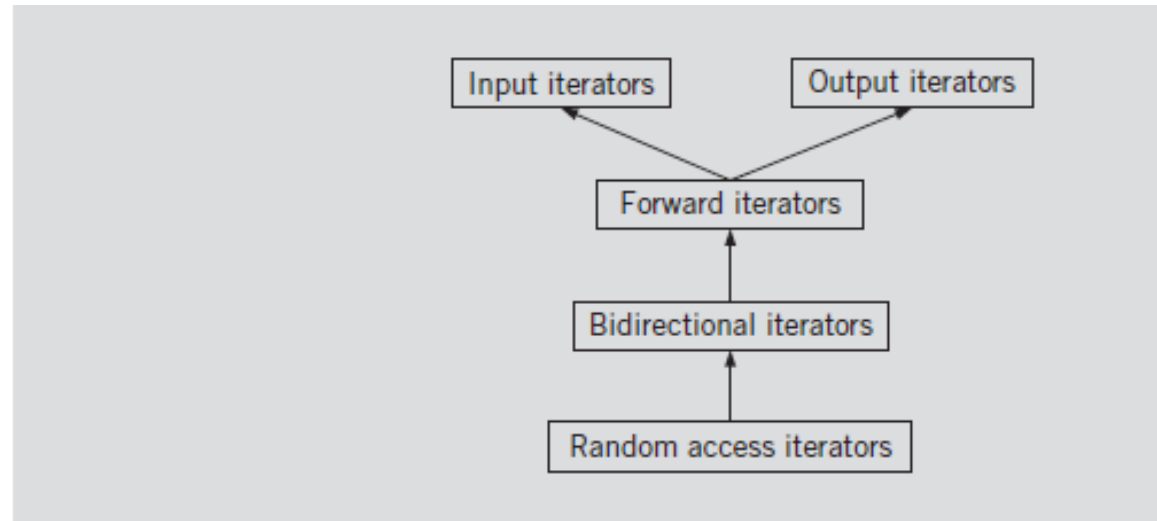 Input iterators
Output iterators
Forward iterators
Bidirectional iterators
Random access iterators